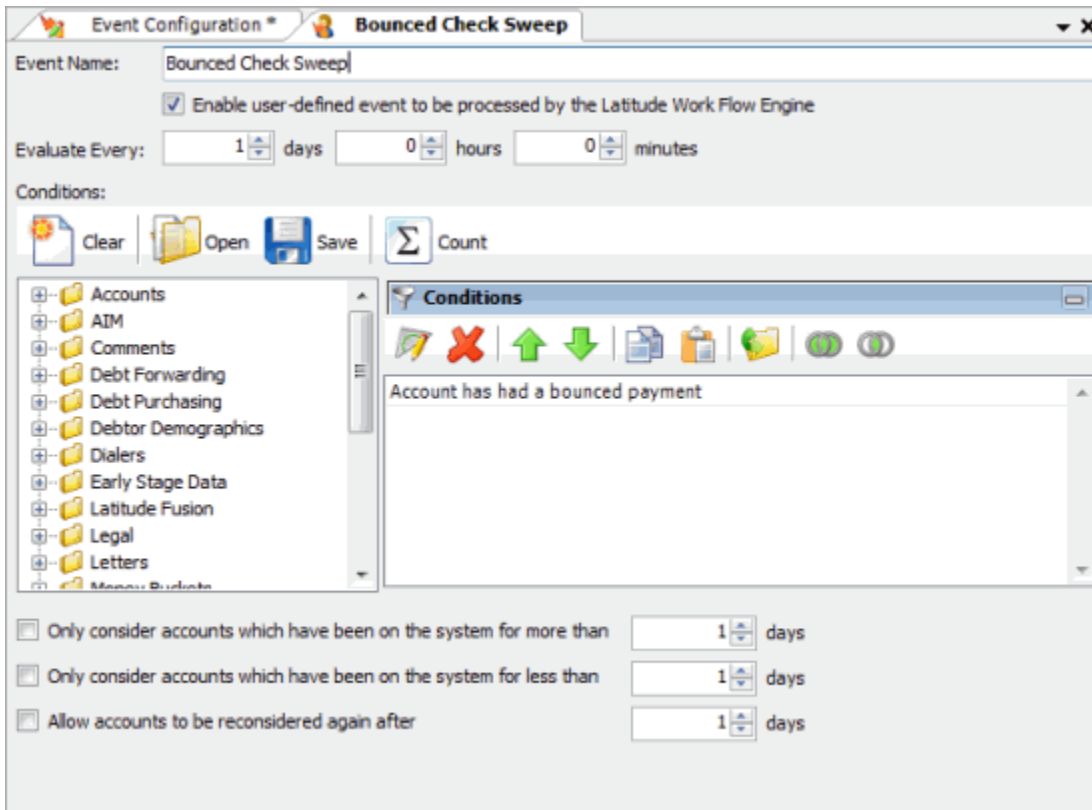 Event Configuration * Bounced Check Sweep
Event Name: Bounced Check Sweep
Enable user-defined event to be processed by the Latitude Work Flow Engine
Evaluate Every: 1 days 0 hours 0 minutes
Conditions:
Clear Open Save Σ Count
Accounts
AIM
Comments
Debt Forwarding
Debt Purchasing
Debtor Demographics
Dialers
Early Stage Data
Latitude Fusion
Legal
Letters
Money Buckets
Conditions
Account has had a bounced payment
Only consider accounts which have been on the system for more than 1 days
Only consider accounts which have been on the system for less than 1 days
Allow accounts to be reconsidered again after 1 days